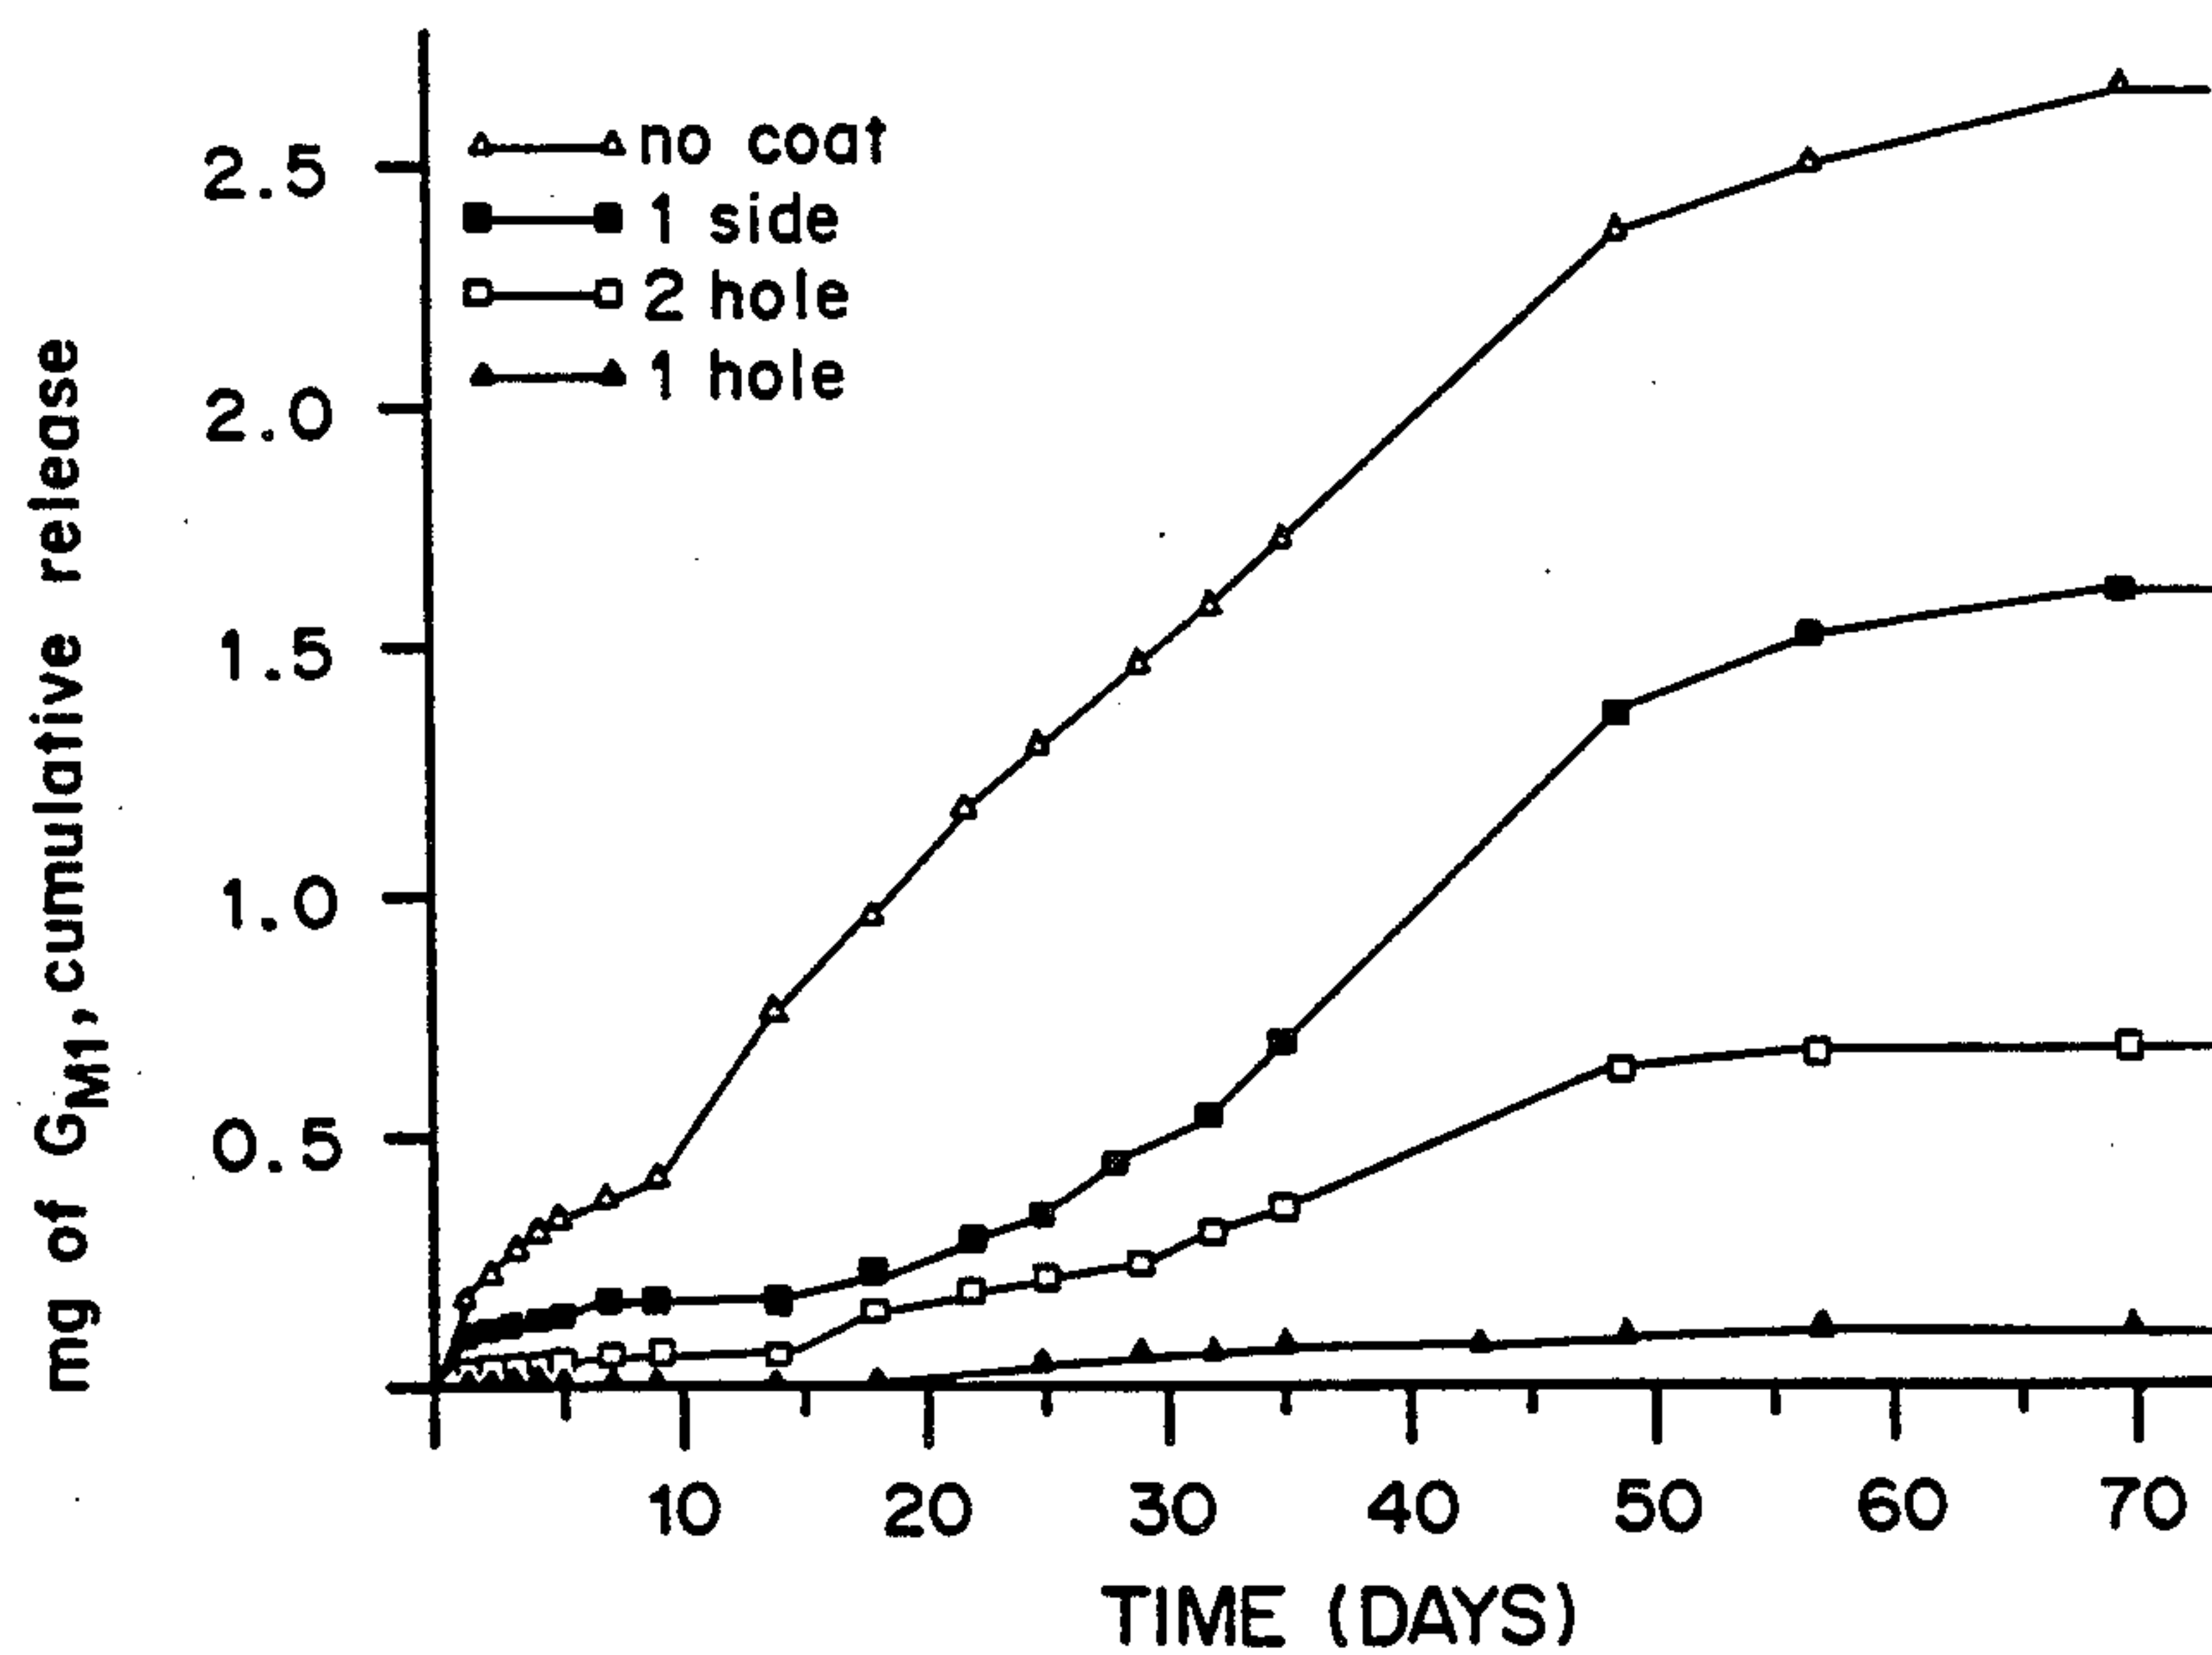 mg of GM1, cumulative release
2.5
2.0
1.5
1.0
0.5
no coat
1 side
2 hole
1 hole
10 20 30 40 50 60 70
TIME (DAYS)